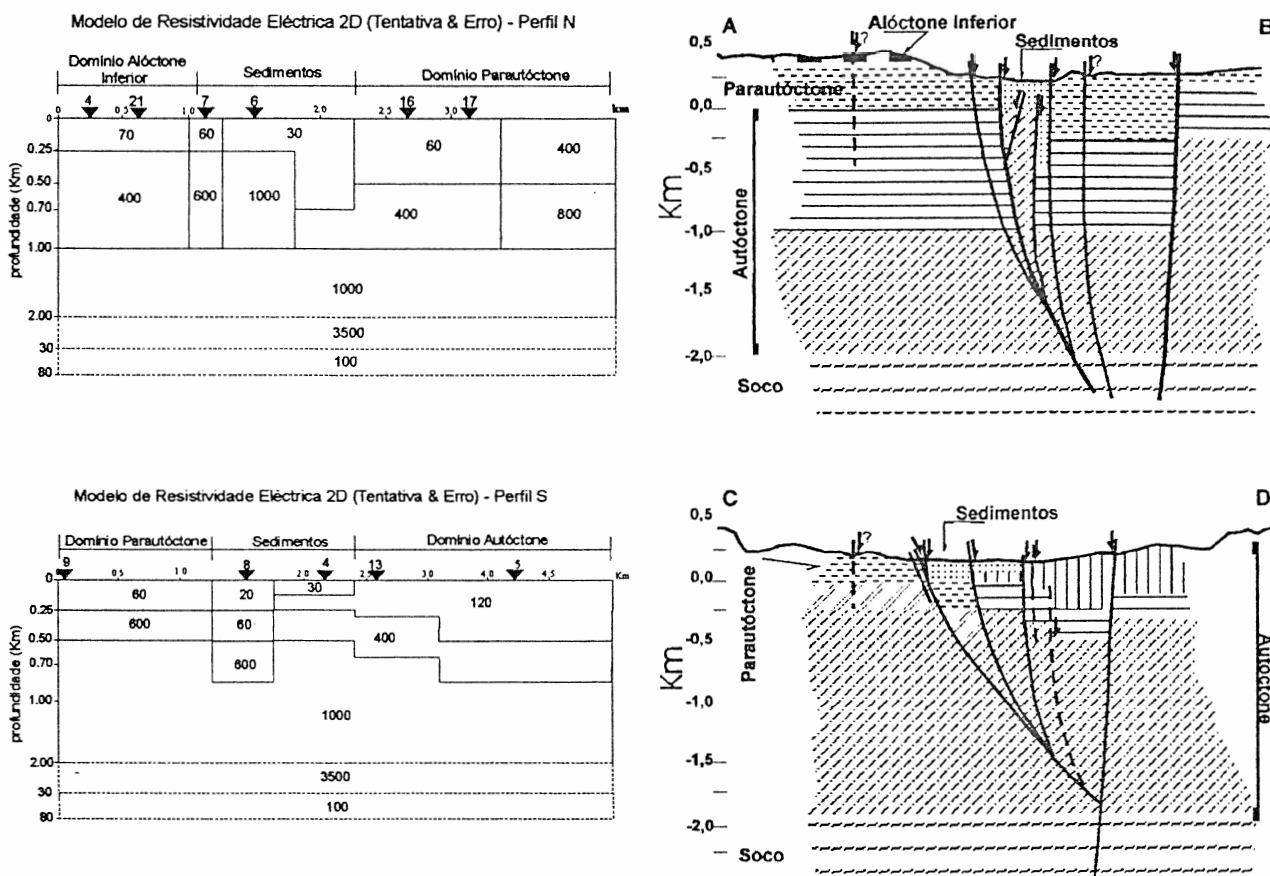 Modelo de Resistividade Eléctrica 2D (Tentativa & Erro) - Perfil N
Domínio Alóctone
Inferior
Sedimentos
Domínio Parautóctone
4 21 7 6 16 17
0 0.5 1.0 2.0 2.5 3.0 Km
profundidade (Km)
0
0.25
0.50
0.70
1.00
2.00
30
80
70 60 30 60 400
400 600 1000 400 800
1000
3500
100
A B
Alóctone Inferior
Sedimentos
? ?
0,5
Parautóctone
0,0
-0,5
-1,0
-1,5
-2,0
Km
Autóctone
Soco
Modelo de Resistividade Eléctrica 2D (Tentativa & Erro) - Perfil S
Domínio Parautóctone
Sedimentos
Domínio Autóctone
9 8 4 13 5
0.5 1.0 2.0 2.4 3.0 4.0 4.5 Km
profundidade (Km)
0
0.25
0.50
0.70
1.00
2.00
30
80
60 20 30 120
600 60 400
600
1000
3500
100
C D
Sedimentos
?
0,5
0,0
-0,5
-1,0
-1,5
-2,0
Km
Parautóctone
Autóctone
Soco